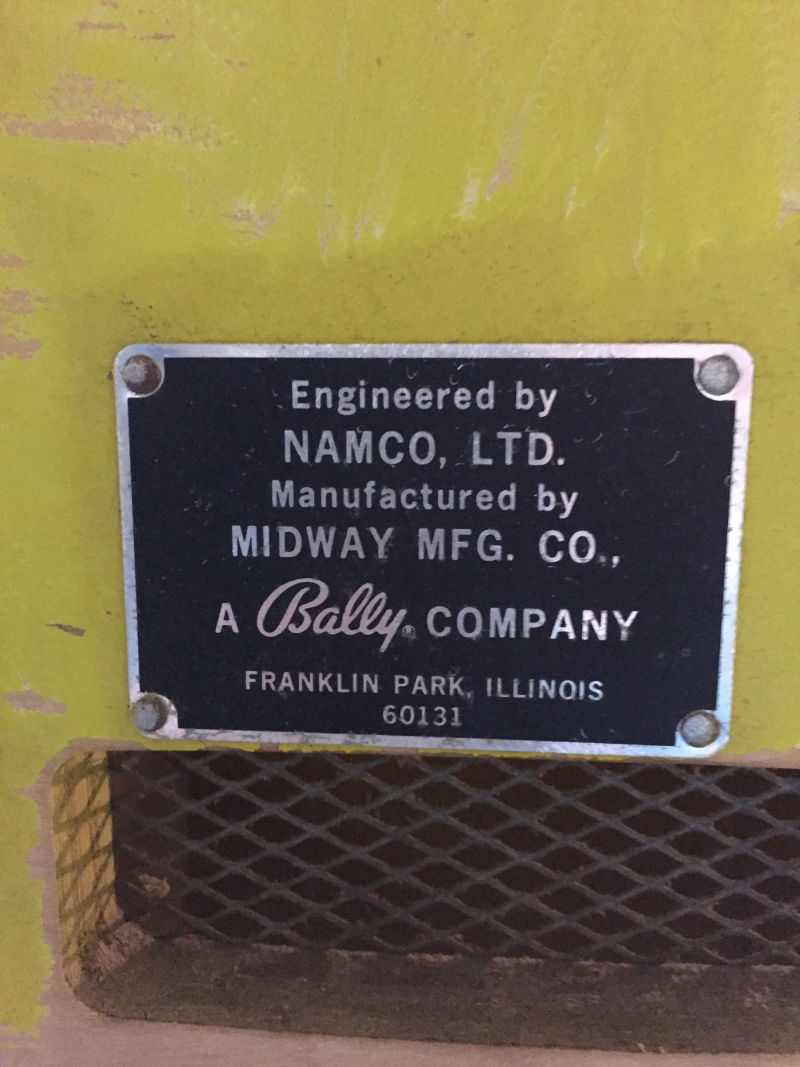 Engineered by
NAMCO, LTD.
Manufactured by
MIDWAY MFG. CO.,
A Bally® COMPANY
FRANKLIN PARK, ILLINOIS
60131